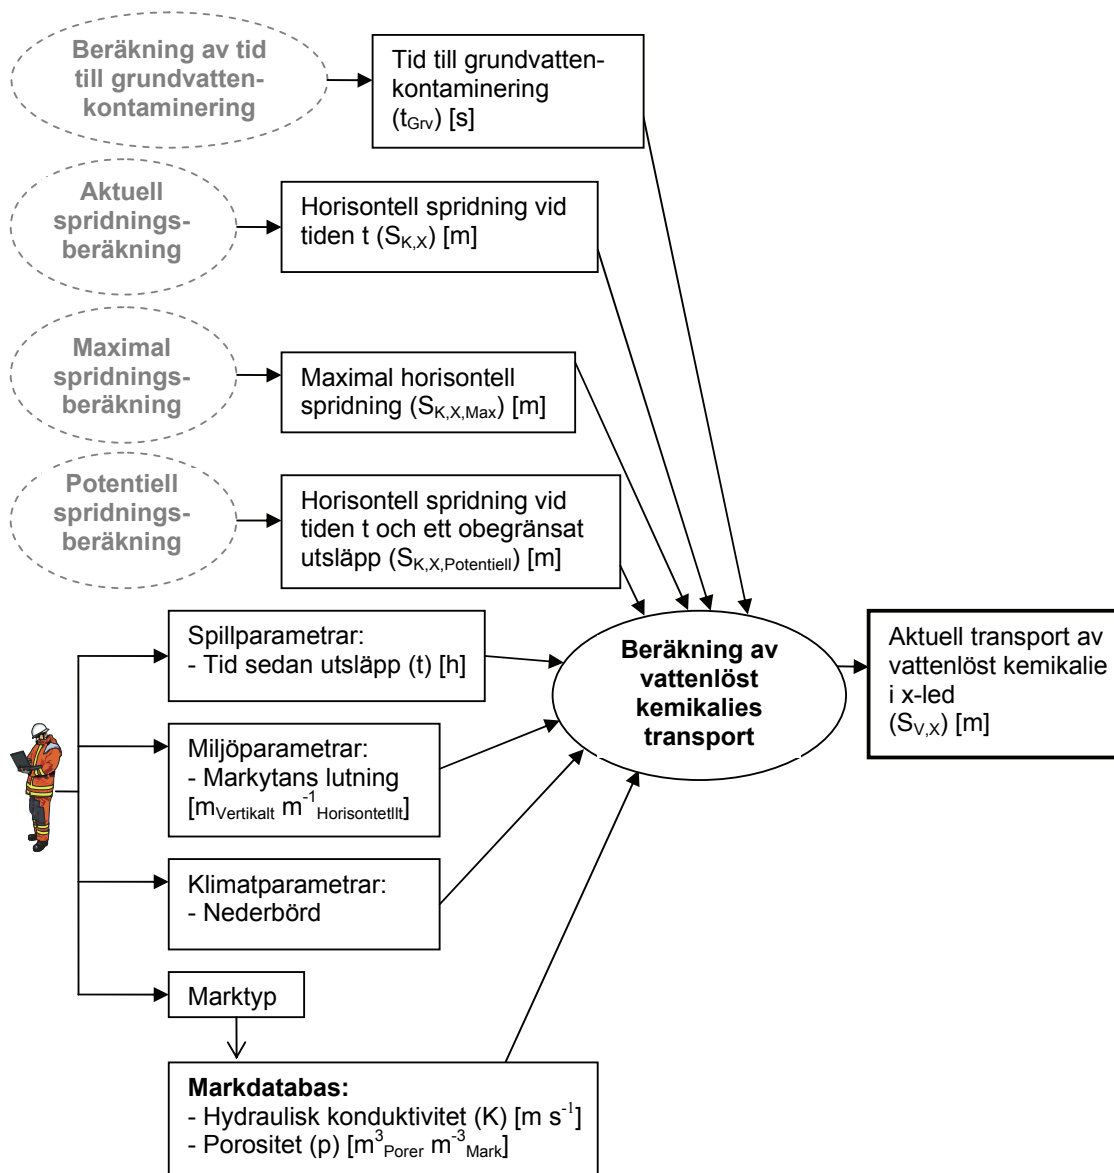 Beräkning av tid
till grundvatten-
kontaminering
Tid till grundvatten-
kontaminering
(tGrv) [s]
Aktuell
spridnings-
beräkning
Horisontell spridning vid
tiden t (SK,X) [m]
Maximal
spridnings-
beräkning
Maximal horisontell
spridning (SK,X,Max) [m]
Potentiell
spridnings-
beräkning
Horisontell spridning vid
tiden t och ett obegränsat
utsläpp (SK,X,Potentiell) [m]
Spillparametrar:
- Tid sedan utsläpp (t) [h]
Miljöparametrar:
- Markytans lutning
[mVertikalt m-1Horisontetllt]
Klimatparametrar:
- Nederbörd
Marktyp
Markdatabas:
- Hydraulisk konduktivitet (K) [m s-1]
- Porositet (p) [m3Porer m-3Mark]
Beräkning av
vattenlöst
kemikalies
transport
Aktuell transport av
vattenlöst kemikalie
i x-led
(SV,X) [m]